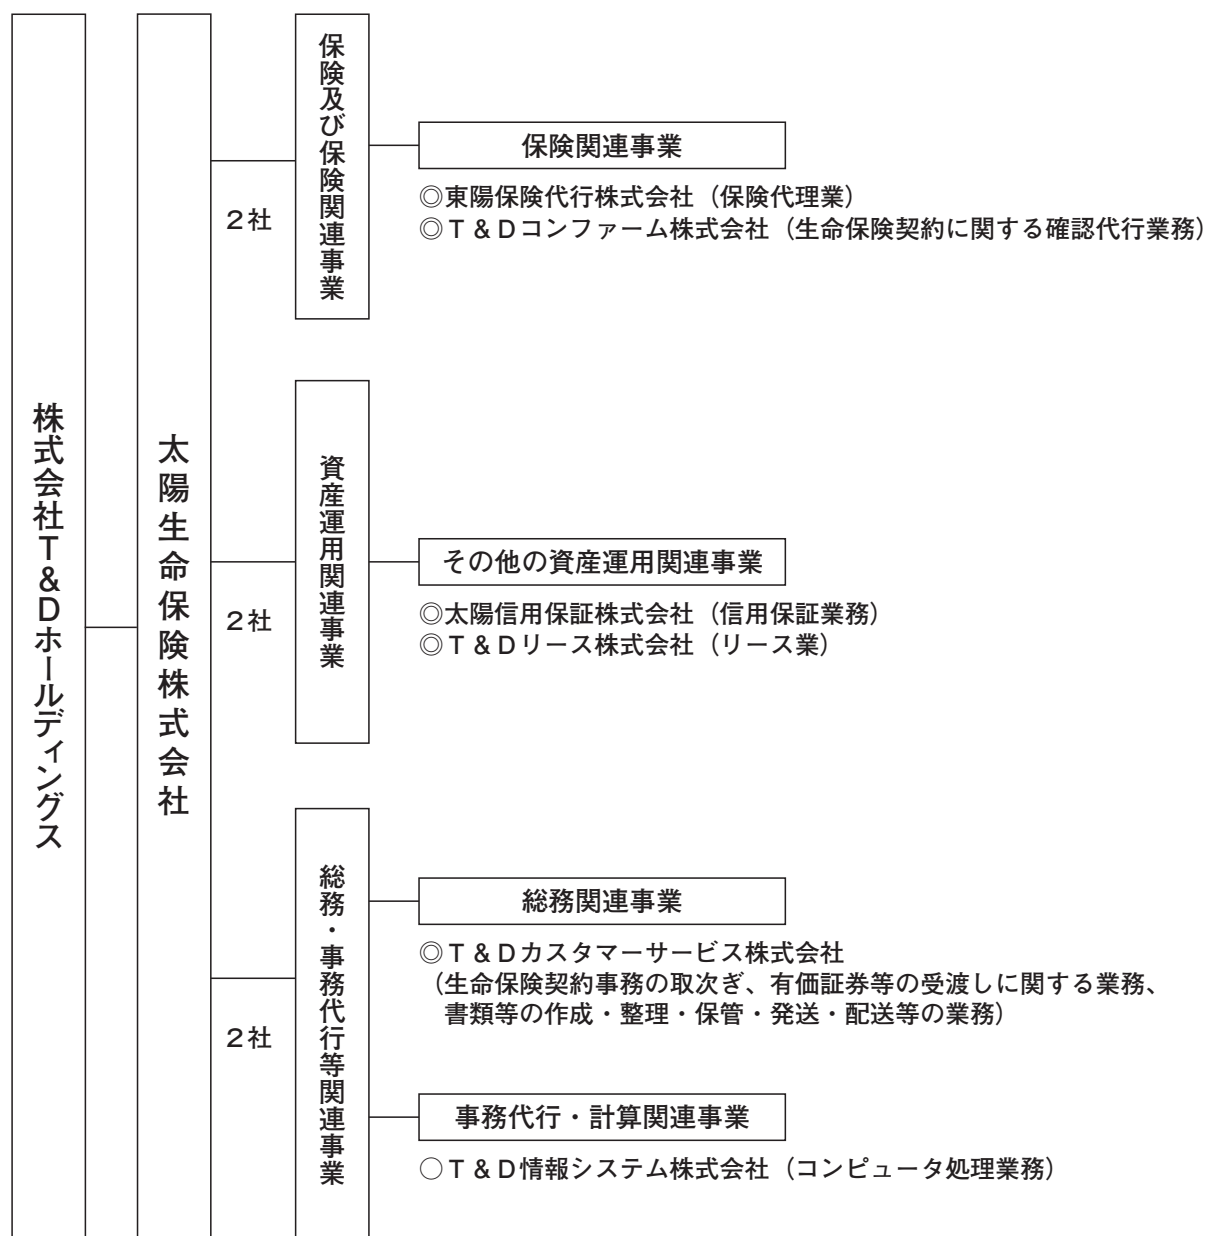 株式会社T&Dホールディングス
太陽生命保険株式会社
2社
保険及び保険関連事業
保険関連事業
◎東陽保険代行株式会社（保険代理業）
◎T&Dコンファーム株式会社（生命保険契約に関する確認代行業務）
2社
資産運用関連事業
その他の資産運用関連事業
◎太陽信用保証株式会社（信用保証業務）
◎T&Dリース株式会社（リース業）
2社
総務・事務代行等関連事業
総務関連事業
◎T&Dカスタマーサービス株式会社
（生命保険契約事務の取次ぎ、有価証券等の受渡しに関する業務、
書類等の作成・整理・保管・発送・配送等の業務）
事務代行・計算関連事業
○T&D情報システム株式会社（コンピュータ処理業務）